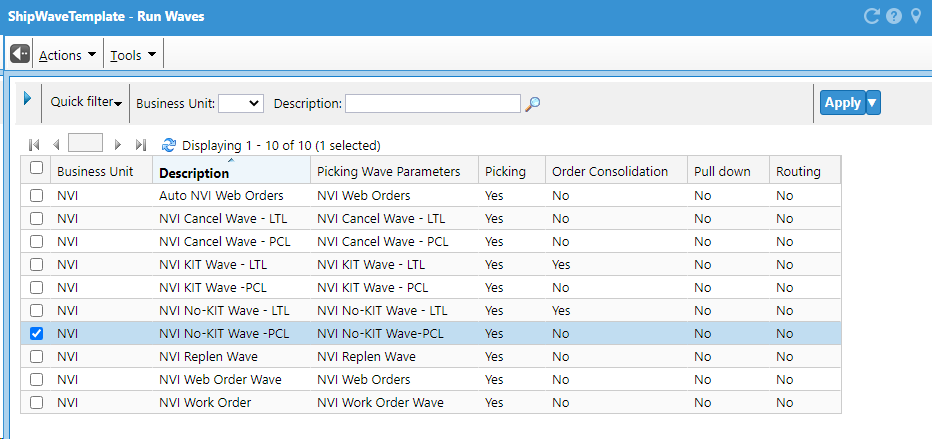 ShipWaveTemplate - Run Waves
Actions Tools
Quick filter Business Unit: Description: Apply
Displaying 1 - 10 of 10 (1 selected)
Business Unit Description Picking Wave Parameters Picking Order Consolidation Pull down Routing
NVI Auto NVI Web Orders NVI Web Orders Yes No No No
NVI NVI Cancel Wave - LTL NVI Cancel Wave - LTL Yes No No No
NVI NVI Cancel Wave - PCL NVI Cancel Wave - PCL Yes No No No
NVI NVI KIT Wave - LTL NVI KIT Wave - LTL Yes Yes No No
NVI NVI KIT Wave -PCL NVI KIT Wave - PCL Yes No No No
NVI NVI No-KIT Wave - LTL NVI No-KIT Wave - LTL Yes Yes No No
NVI NVI No-KIT Wave -PCL NVI No-KIT Wave-PCL Yes No No No
NVI NVI Replen Wave NVI Replen Wave Yes No No No
NVI NVI Web Order Wave NVI Web Orders Yes No No No
NVI NVI Work Order NVI Work Order Wave Yes No No No